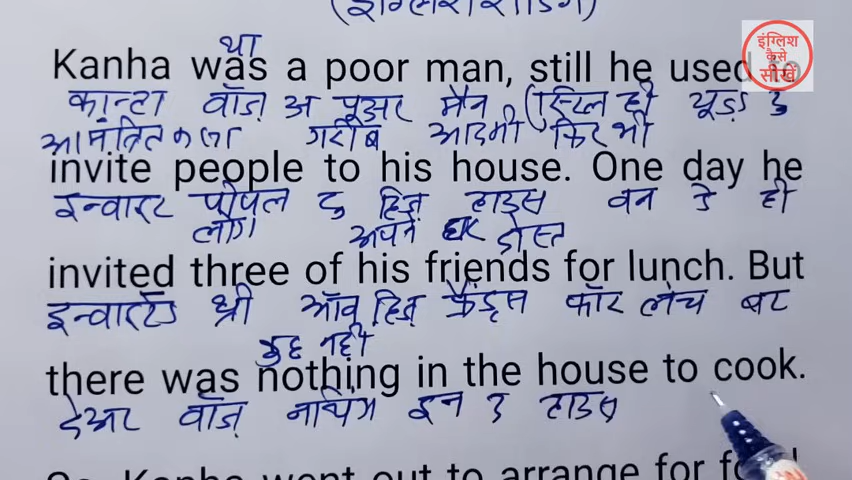 (इंग्लिश रीडिंग)
इंग्लिश
कैसे
सीखें
था
Kanha was a poor man, still he used to
कान्हा वॉज़ अ पूअर मैन, स्टिल ही यूज़्ड टु
आमंत्रित करना गरीब आदमी फिर भी
invite people to his house. One day he
इन्वाइट पीपल टु हिज़ हाउस वन डे ही
लोग अपने घर दोस्त
invited three of his friends for lunch. But
इन्वाइटेड थ्री ऑव् हिज़ फ्रैंड्स फॉर लंच बट
कुछ नहीं
there was nothing in the house to cook.
देअर वॉज़ नथिंग इन द हाउस
So, Kanha went out to arrange for food